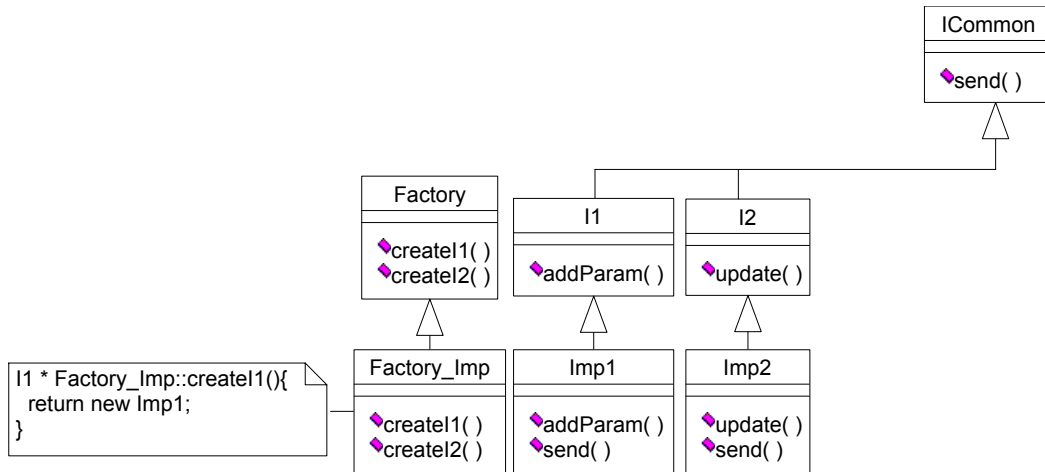 ICommon
send( )
Factory
createI1( )
createI2( )
I1
addParam( )
I2
update( )
I1 * Factory_Imp::createI1(){
return new Imp1;
}
Factory_Imp
createI1( )
createI2( )
Imp1
addParam( )
send( )
Imp2
update( )
send( )